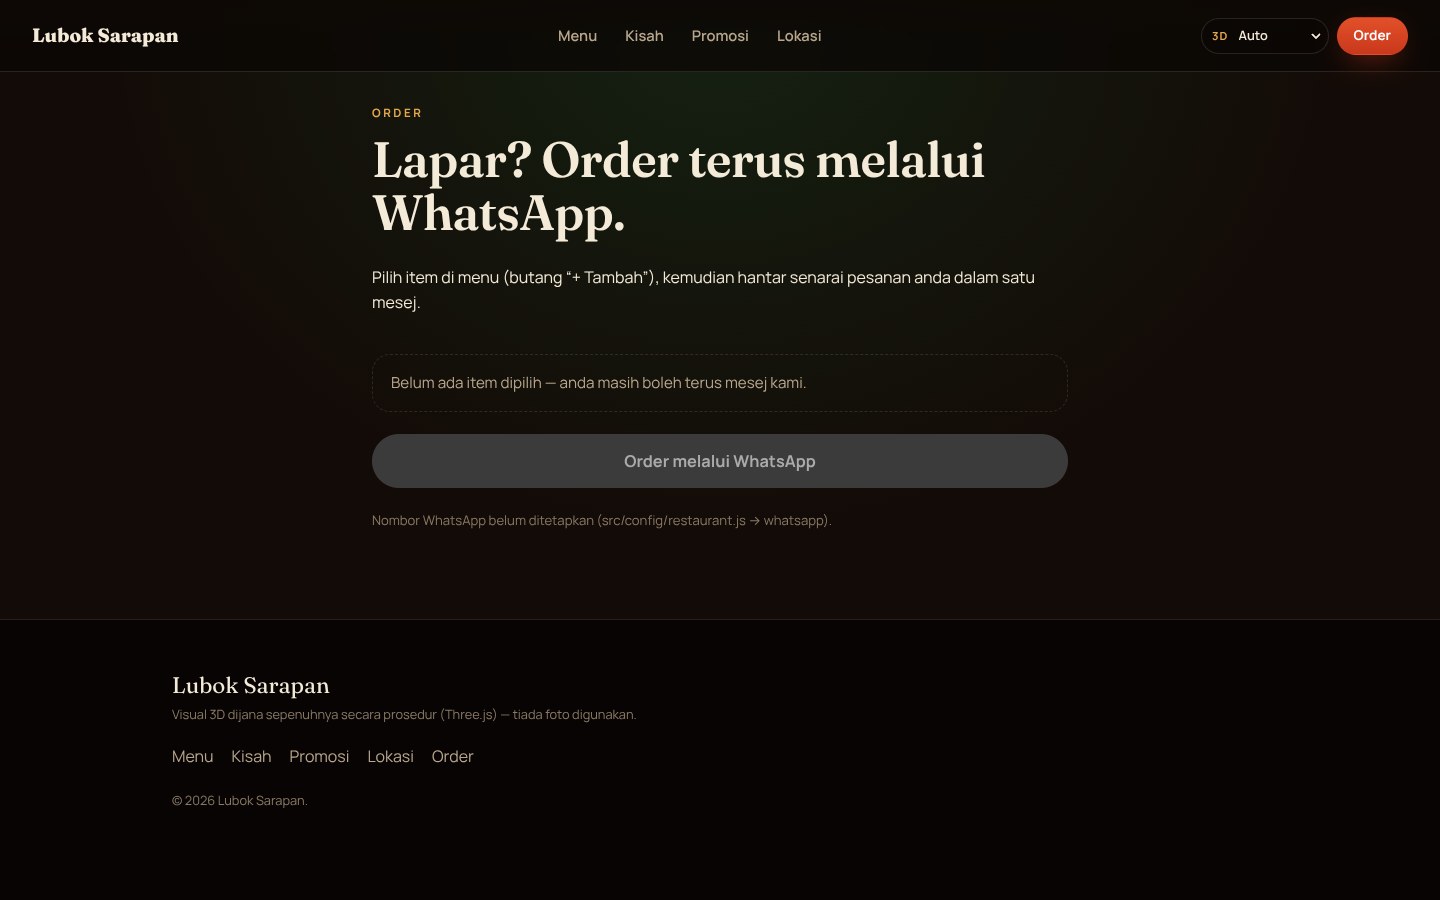 Lubok Sarapan
Menu Kisah Promosi Lokasi
3D Auto
Order
ORDER
Lapar? Order terus melalui
WhatsApp.
Pilih item di menu (butang “+ Tambah”), kemudian hantar senarai pesanan anda dalam satu
mesej.
Belum ada item dipilih — anda masih boleh terus mesej kami.
Order melalui WhatsApp
Nombor WhatsApp belum ditetapkan (src/config/restaurant.js → whatsapp).
Lubok Sarapan
Visual 3D dijana sepenuhnya secara prosedur (Three.js) — tiada foto digunakan.
Menu Kisah Promosi Lokasi Order
© 2026 Lubok Sarapan.